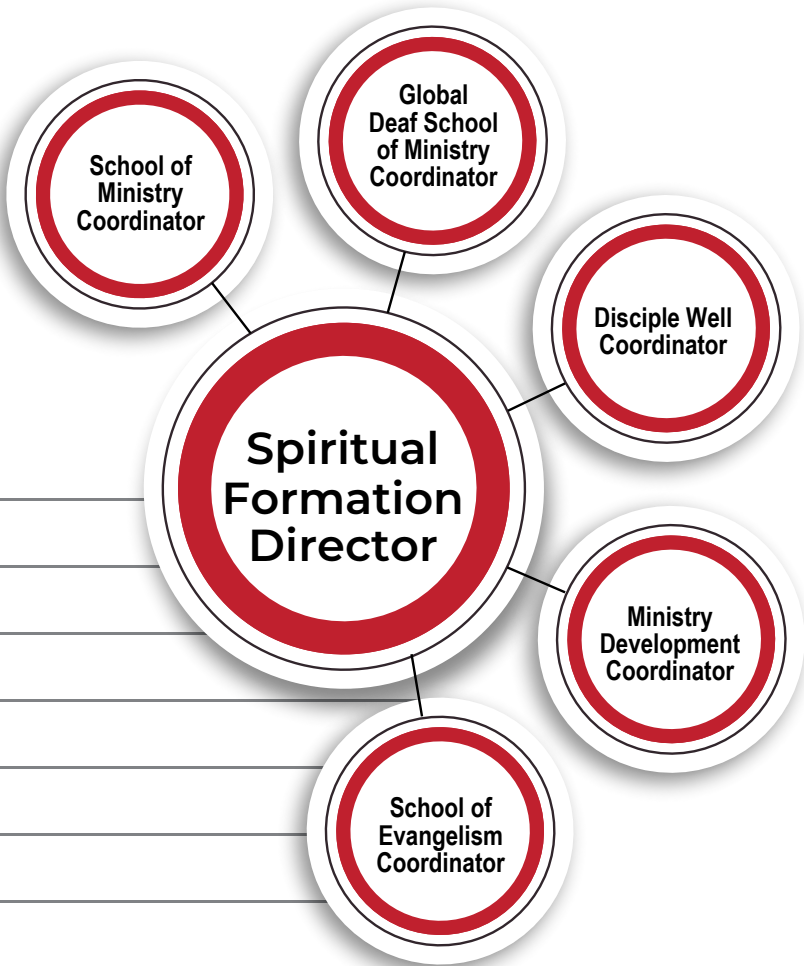 School of
Ministry
Coordinator
Global
Deaf School
of Ministry
Coordinator
Disciple Well
Coordinator
Spiritual
Formation
Director
Ministry
Development
Coordinator
School of
Evangelism
Coordinator